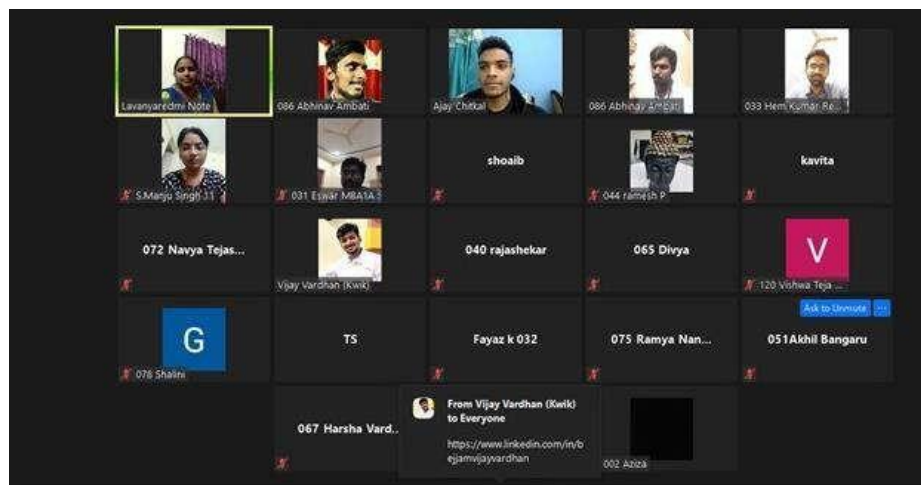 Lavanyaredmi Note
086 Abhinav Ambati
Ajay Chitkal
086 Abhinav Ambati
033 Hem Kumar Re...
S.Manju Singh
031 Eswar MBA1A
shoaib
044 ramesh P
kavita
072 Navya Tejas...
Vijay Vardhan (Kwik)
040 rajashekar
065 Divya
V
120 Vishwa Teja ...
G
078 Shalini
TS
Fayaz k 032
075 Ramya Nan...
Ask to Unmute ...
051Akhil Bangaru
067 Harsha Vard..
From Vijay Vardhan (Kwik)
to Everyone
https://www.linkedin.com/in/b
ejjamvijayvardhan
002 Aziza